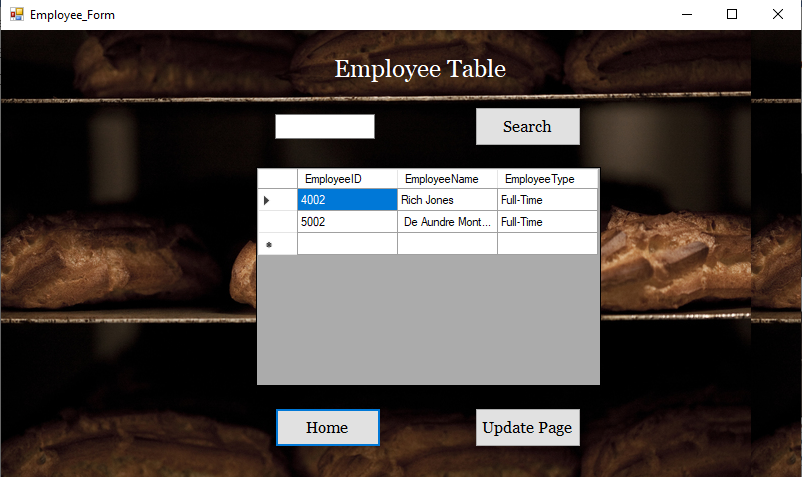 Employee_Form
Employee Table
Search
EmployeeID EmployeeName EmployeeType
4002 Rich Jones Full-Time
5002 De Aundre Mont... Full-Time
Home Update Page